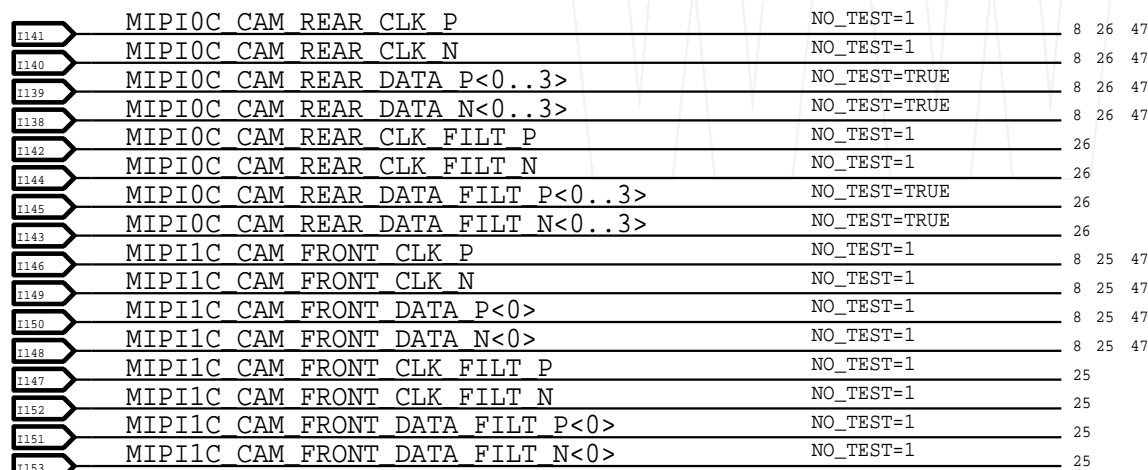 I141 MIPI0C_CAM_REAR_CLK_P NO_TEST=1 8 26 47
I140 MIPI0C_CAM_REAR_CLK_N NO_TEST=1 8 26 47
I139 MIPI0C_CAM_REAR_DATA_P<0..3> NO_TEST=TRUE 8 26 47
I138 MIPI0C_CAM_REAR_DATA_N<0..3> NO_TEST=TRUE 8 26 47
I142 MIPI0C_CAM_REAR_CLK_FILT_P NO_TEST=1 26
I144 MIPI0C_CAM_REAR_CLK_FILT_N NO_TEST=1 26
I145 MIPI0C_CAM_REAR_DATA_FILT_P<0..3> NO_TEST=TRUE 26
I143 MIPI0C_CAM_REAR_DATA_FILT_N<0..3> NO_TEST=TRUE 26
I146 MIPI1C_CAM_FRONT_CLK_P NO_TEST=1 8 25 47
I149 MIPI1C_CAM_FRONT_CLK_N NO_TEST=1 8 25 47
I150 MIPI1C_CAM_FRONT_DATA_P<0> NO_TEST=1 8 25 47
I148 MIPI1C_CAM_FRONT_DATA_N<0> NO_TEST=1 8 25 47
I147 MIPI1C_CAM_FRONT_CLK_FILT_P NO_TEST=1 25
I152 MIPI1C_CAM_FRONT_CLK_FILT_N NO_TEST=1 25
I151 MIPI1C_CAM_FRONT_DATA_FILT_P<0> NO_TEST=1 25
I153 MIPI1C_CAM_FRONT_DATA_FILT_N<0> NO_TEST=1 25